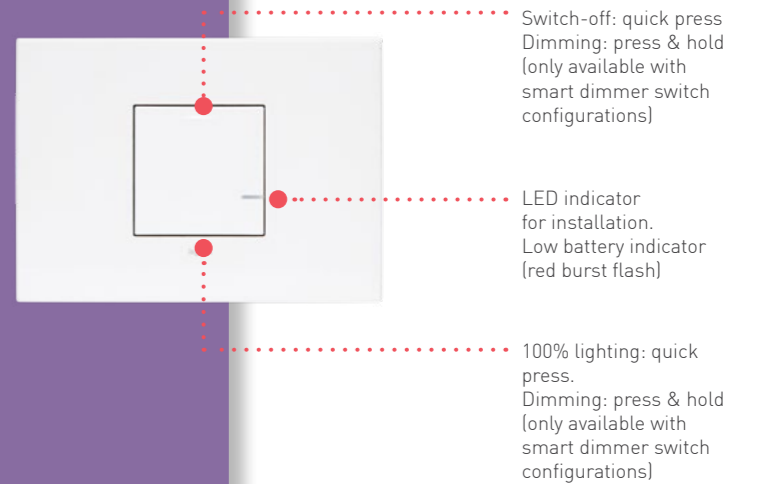 Switch-off: quick press
Dimming: press & hold
(only available with
smart dimmer switch
configurations)
LED indicator
for installation.
Low battery indicator
(red burst flash)
100% lighting: quick
press.
Dimming: press & hold
(only available with
smart dimmer switch
configurations)